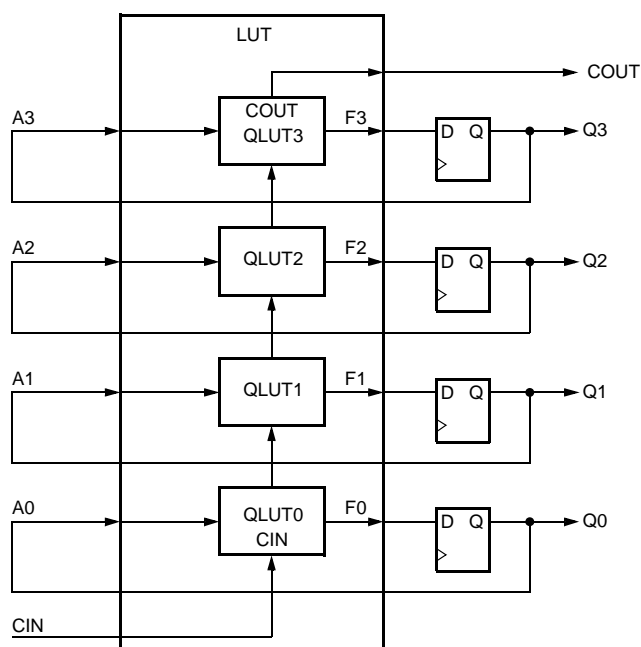 LUT
COUT
A3
COUT
QLUT3
F3
D Q
Q3
A2
QLUT2
F2
D Q
Q2
A1
QLUT1
F1
D Q
Q1
A0
QLUT0
CIN
F0
D Q
Q0
CIN